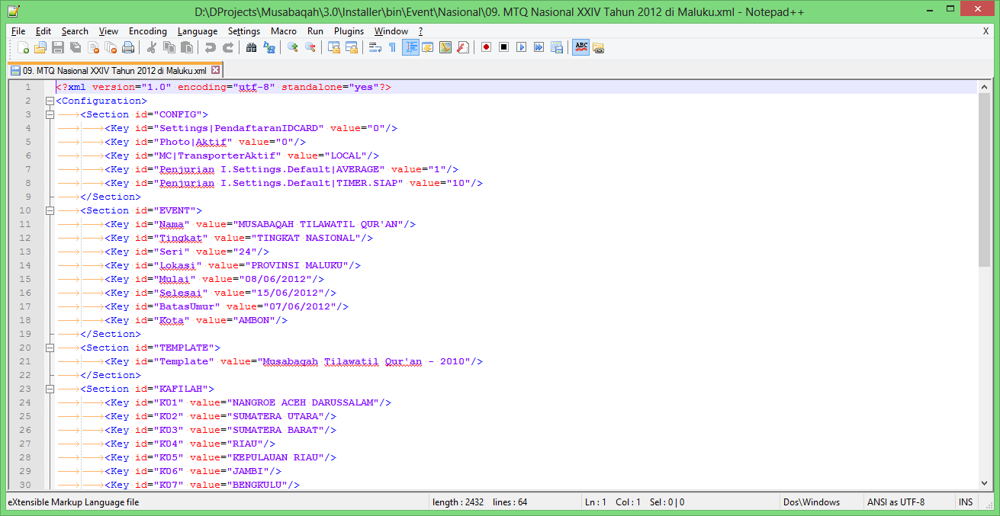 D:\DProjects\Musabaqah\3.0\Installer\bin\Event\Nasional\09. MTQ Nasional XXIV Tahun 2012 di Maluku.xml - Notepad++
File Edit Search View Encoding Language Settings Macro Run Plugins Window ? X
09. MTQ Nasional XXIV Tahun 2012 di Maluku.xml
1 <?xml version="1.0" encoding="utf-8" standalone="yes"?>
2 <Configuration>
3 <Section id="CONFIG">
4 <Key id="Settings|PendaftaranIDCARD" value="0"/>
5 <Key id="Photo|Aktif" value="0"/>
6 <Key id="MC|TransporterAktif" value="LOCAL"/>
7 <Key id="Penjurian I.Settings.Default|AVERAGE" value="1"/>
8 <Key id="Penjurian I.Settings.Default|TIMER.SIAP" value="10"/>
9 </Section>
10 <Section id="EVENT">
11 <Key id="Nama" value="MUSABAQAH TILAWATIL QUR'AN"/>
12 <Key id="Tingkat" value="TINGKAT NASIONAL"/>
13 <Key id="Seri" value="24"/>
14 <Key id="Lokasi" value="PROVINSI MALUKU"/>
15 <Key id="Mulai" value="08/06/2012"/>
16 <Key id="Selesai" value="15/06/2012"/>
17 <Key id="BatasUmur" value="07/06/2012"/>
18 <Key id="Kota" value="AMBON"/>
19 </Section>
20 <Section id="TEMPLATE">
21 <Key id="Template" value="Musabaqah Tilawatil Qur'an - 2010"/>
22 </Section>
23 <Section id="KAFILAH">
24 <Key id="K01" value="NANGROE ACEH DARUSSALAM"/>
25 <Key id="K02" value="SUMATERA UTARA"/>
26 <Key id="K03" value="SUMATERA BARAT"/>
27 <Key id="K04" value="RIAU"/>
28 <Key id="K05" value="KEPULAUAN RIAU"/>
29 <Key id="K06" value="JAMBI"/>
30 <Key id="K07" value="BENGKULU"/>
eXtensible Markup Language file length : 2432 lines : 64 Ln : 1 Col : 1 Sel : 0 | 0 Dos\Windows ANSI as UTF-8 INS